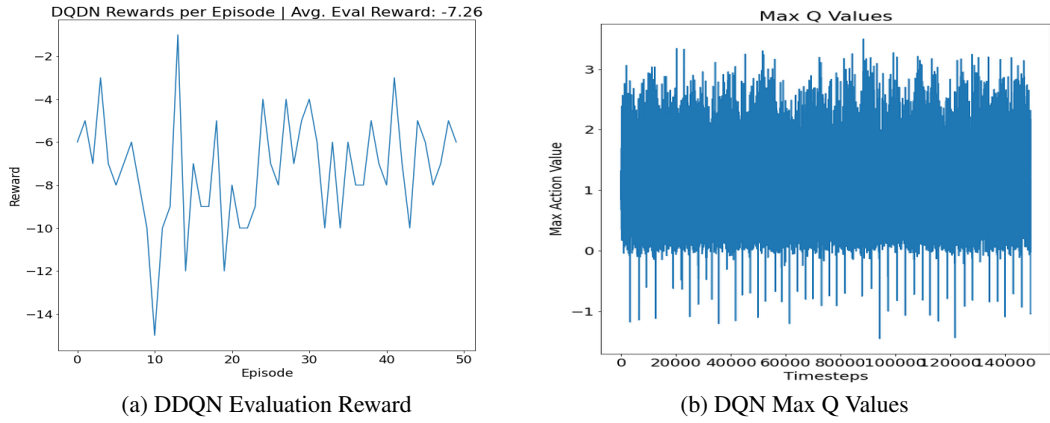 DQDN Rewards per Episode | Avg. Eval Reward: -7.26
−2
−4
−6
−8
−10
−12
−14
Reward
0 10 20 30 40 50
Episode
(a) DDQN Evaluation Reward
Max Q Values
3
2
1
0
−1
Max Action Value
0 20000 40000 60000 80000 100000 120000 140000
Timesteps
(b) DQN Max Q Values